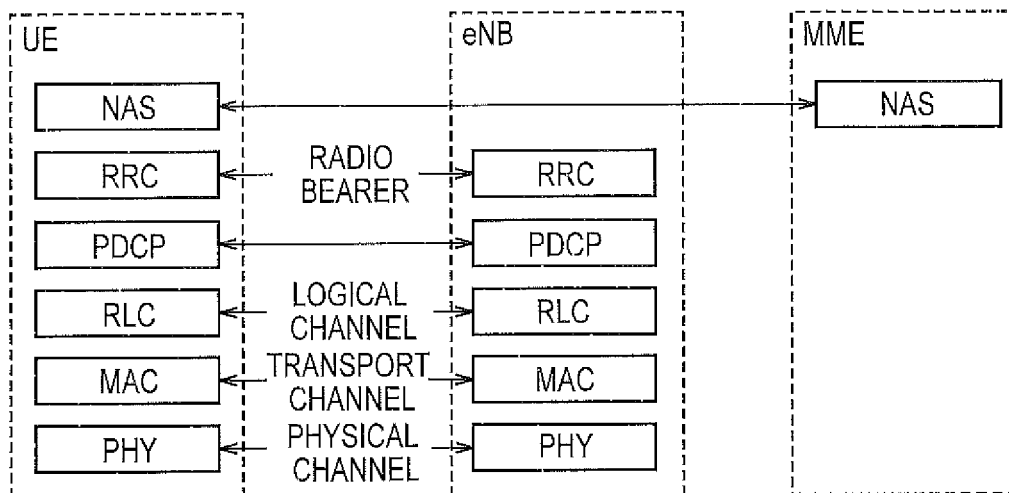 UE
eNB
MME
NAS
NAS
RRC
RADIO
BEARER
RRC
PDCP
PDCP
RLC
LOGICAL
CHANNEL
RLC
MAC
TRANSPORT
CHANNEL
MAC
PHY
PHYSICAL
CHANNEL
PHY